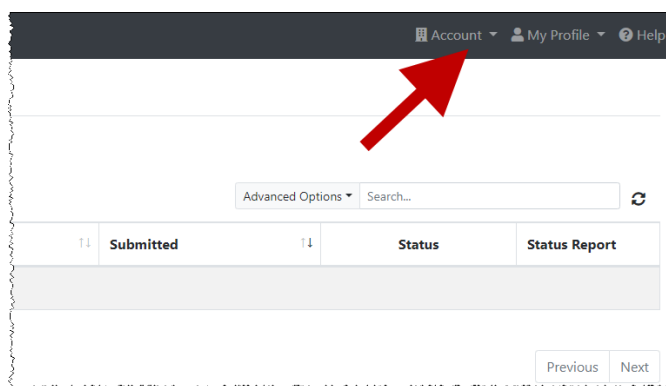 Account My Profile Help
Advanced Options Search...
Submitted Status Status Report
Previous Next